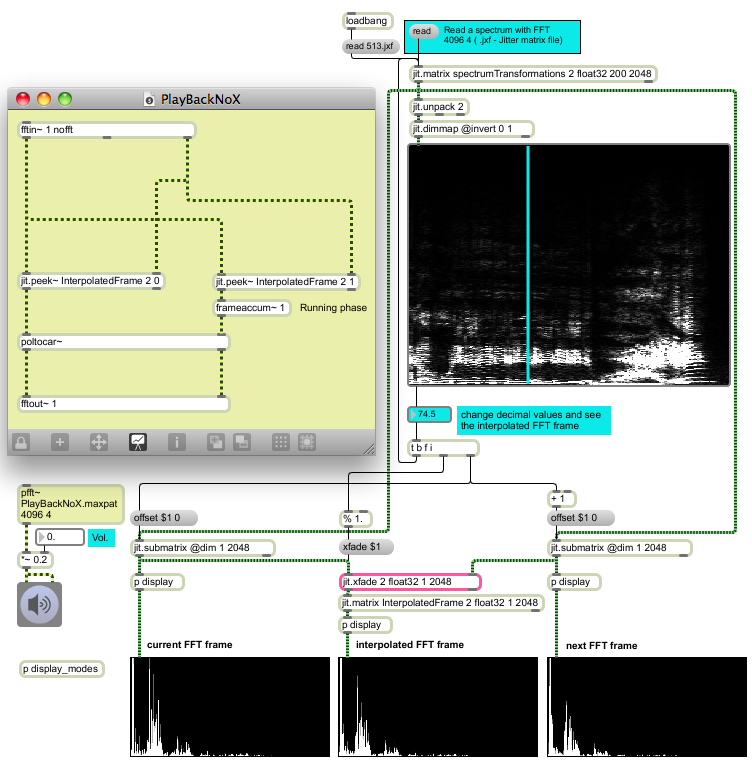 loadbang
read 513.jxf
read
Read a spectrum with FFT
4096 4 ( .jxf - Jitter matrix file)
jit.matrix spectrumTransformations 2 float32 200 2048
jit.unpack 2
jit.dimmap @invert 0 1
PlayBackNoX
fftin~ 1 nofft
jit.peek~ InterpolatedFrame 2 0
jit.peek~ InterpolatedFrame 2 1
frameaccum~ 1
Running phase
poltocar~
fftout~ 1
74.5
change decimal values and see
the interpolated FFT frame
t b f i
pfft~
PlayBackNoX.maxpat
4096 4
0.
Vol.
*~ 0.2
offset $1 0
% 1.
+ 1
offset $1 0
jit.submatrix @dim 1 2048
xfade $1
jit.submatrix @dim 1 2048
p display
jit.xfade 2 float32 1 2048
p display
jit.matrix InterpolatedFrame 2 float32 1 2048
p display
current FFT frame
interpolated FFT frame
next FFT frame
p display_modes